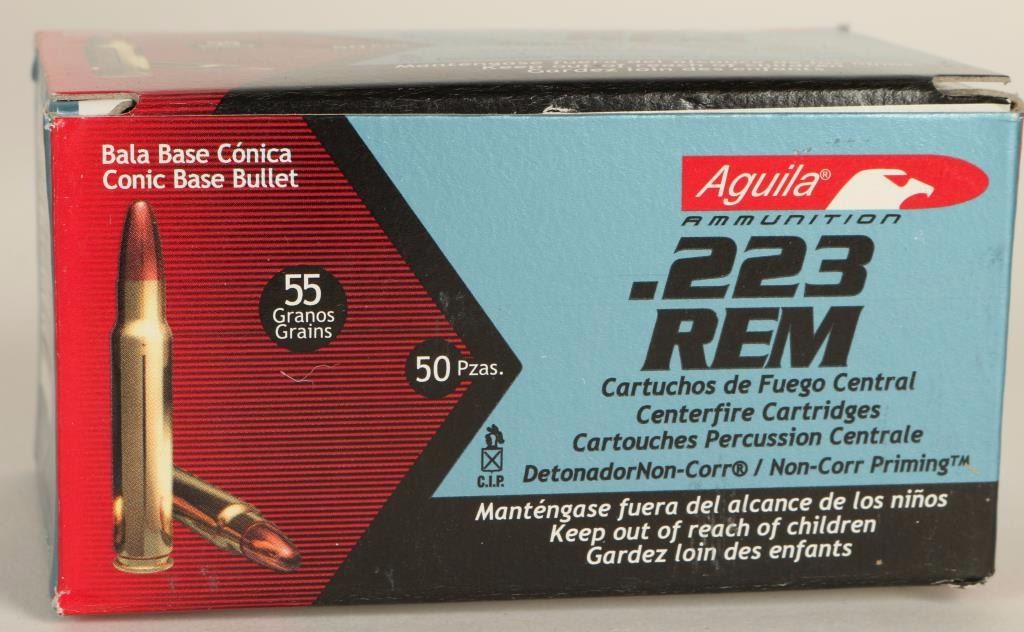 Bala Base Cónica
Conic Base Bullet
55
Granos
Grains
50 Pzas.
Aguila®
AMMUNITION
.223
REM
Cartuchos de Fuego Central
Centerfire Cartridges
Cartouches Percussion Centrale
DetonadorNon-Corr® / Non-Corr Priming™
C.I.P.
Manténgase fuera del alcance de los niños
Keep out of reach of children
Gardez loin des enfants